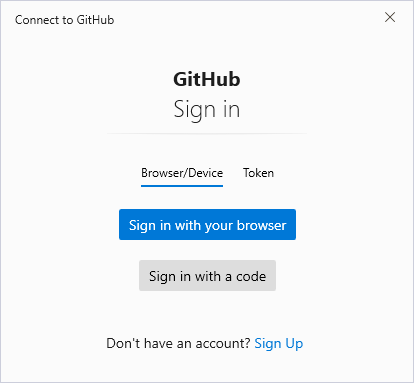 Connect to GitHub
GitHub
Sign in
Browser/Device Token
Sign in with your browser
Sign in with a code
Don't have an account? Sign Up